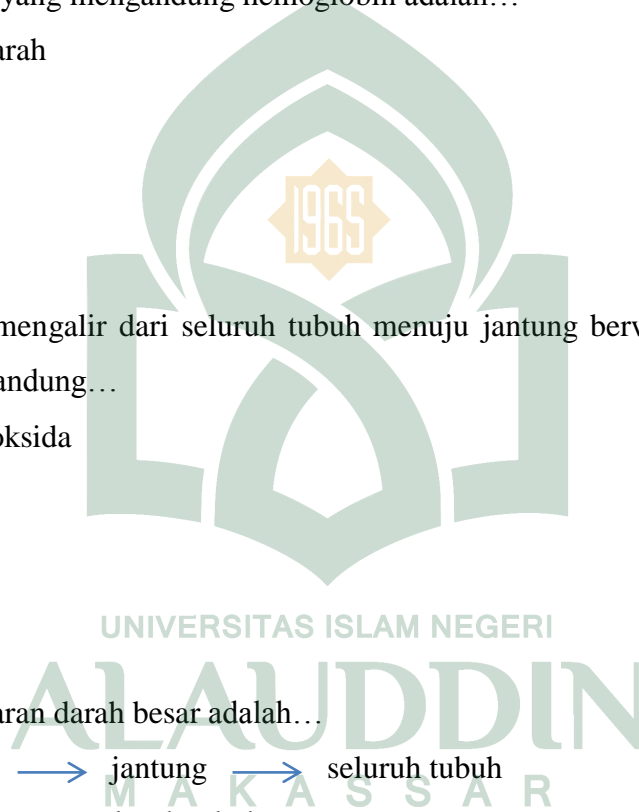 yang mengandung hemoglobin adalah…
arah
1965
mengalir dari seluruh tubuh menuju jantung
andung…
oksida
UNIVERSITAS ISLAM NEGERI
ALAUDDIN
aran darah besar adalah…
→ jantung → seluruh tubuh
MAKASSAR